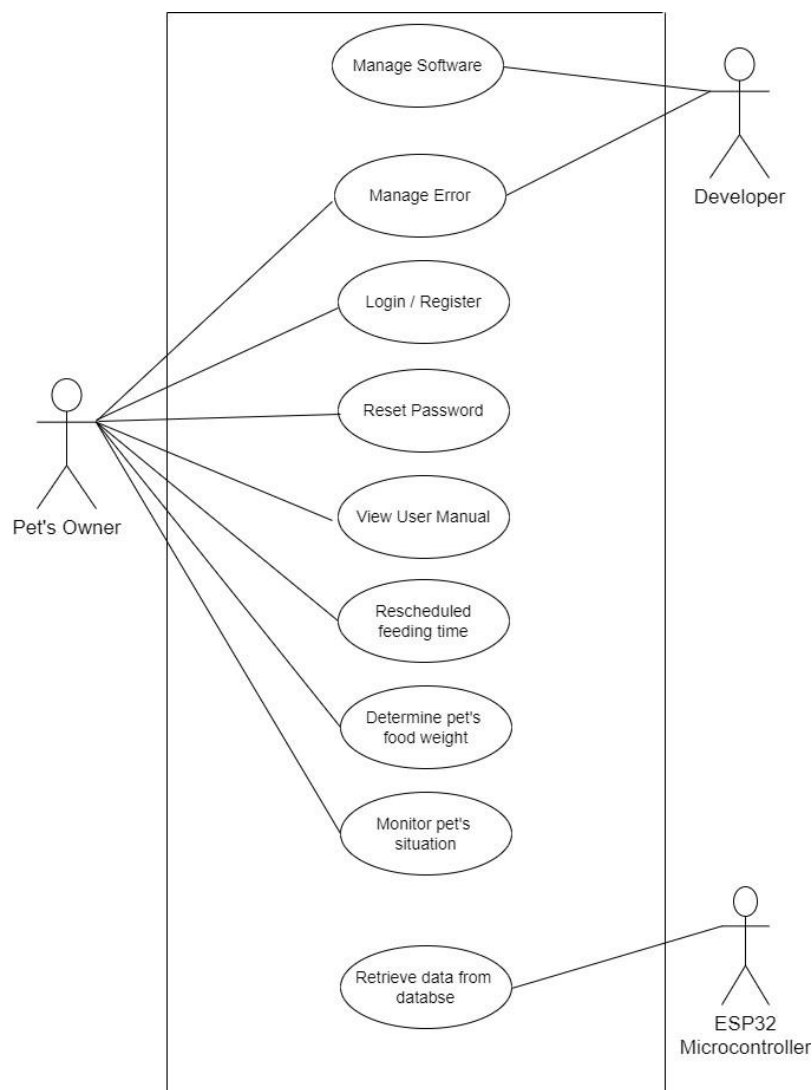 Manage Software
Manage Error
Developer
Login / Register
Reset Password
Pet's Owner
View User Manual
Rescheduled
feeding time
Determine pet's
food weight
Monitor pet's
situation
Retrieve data from
databse
ESP32
Microcontroller